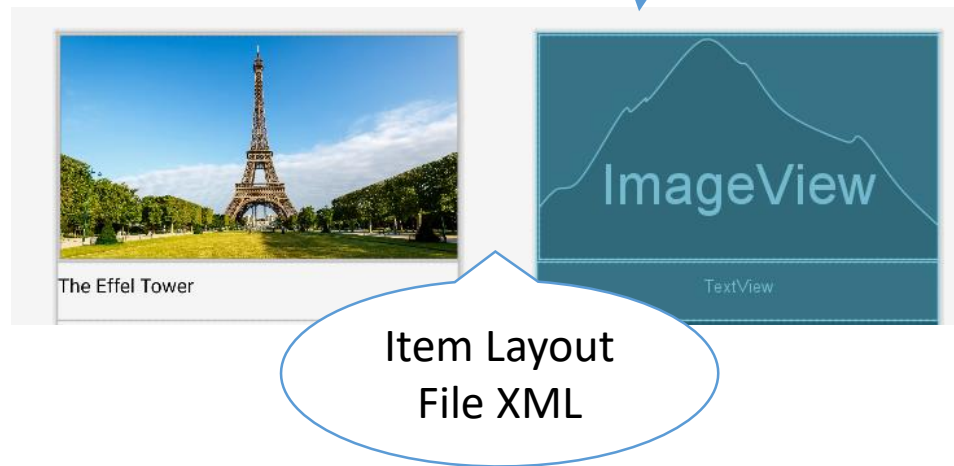 ImageView
The Effel Tower
TextView
Item Layout
File XML